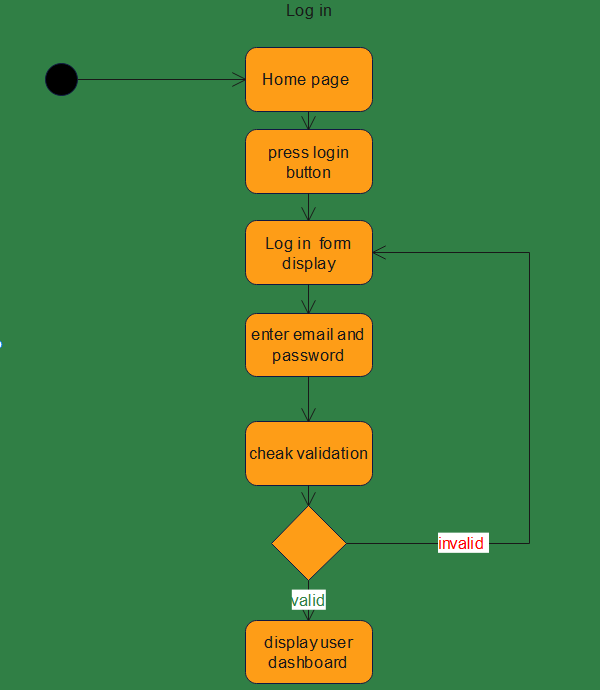 Log in
Home page
press login
button
Log in form
display
enter email and
password
cheak validation
invalid
valid
display user
dashboard